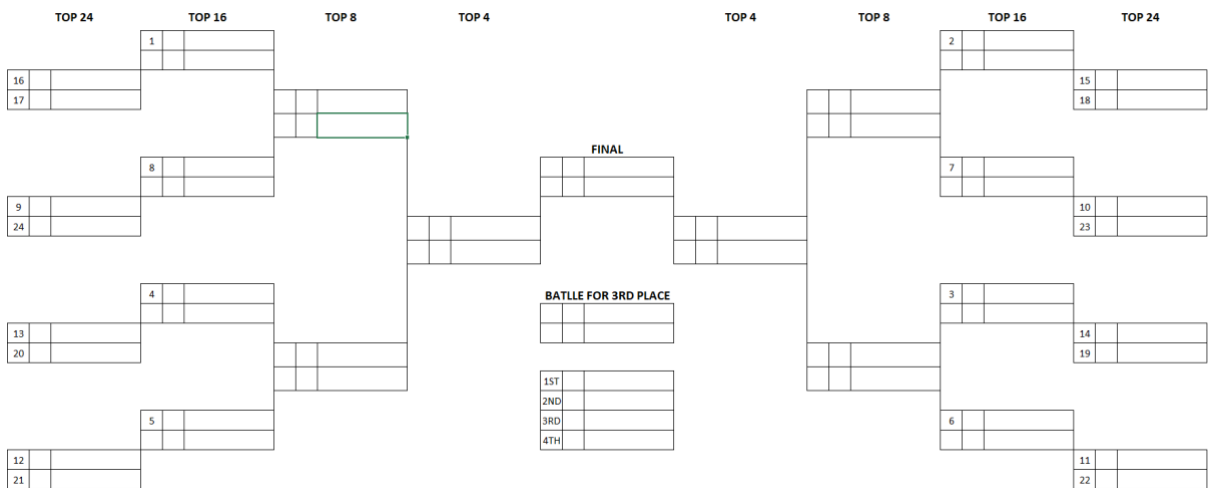 TOP 24 TOP 16 TOP 8 TOP 4 TOP 4 TOP 8 TOP 16 TOP 24
1 2
16 15
17 18
FINAL
8 7
9 10
24 23
4 BATLLE FOR 3RD PLACE 3
13 14
20 19
1ST
2ND
3RD
5 6
4TH
12 11
21 22